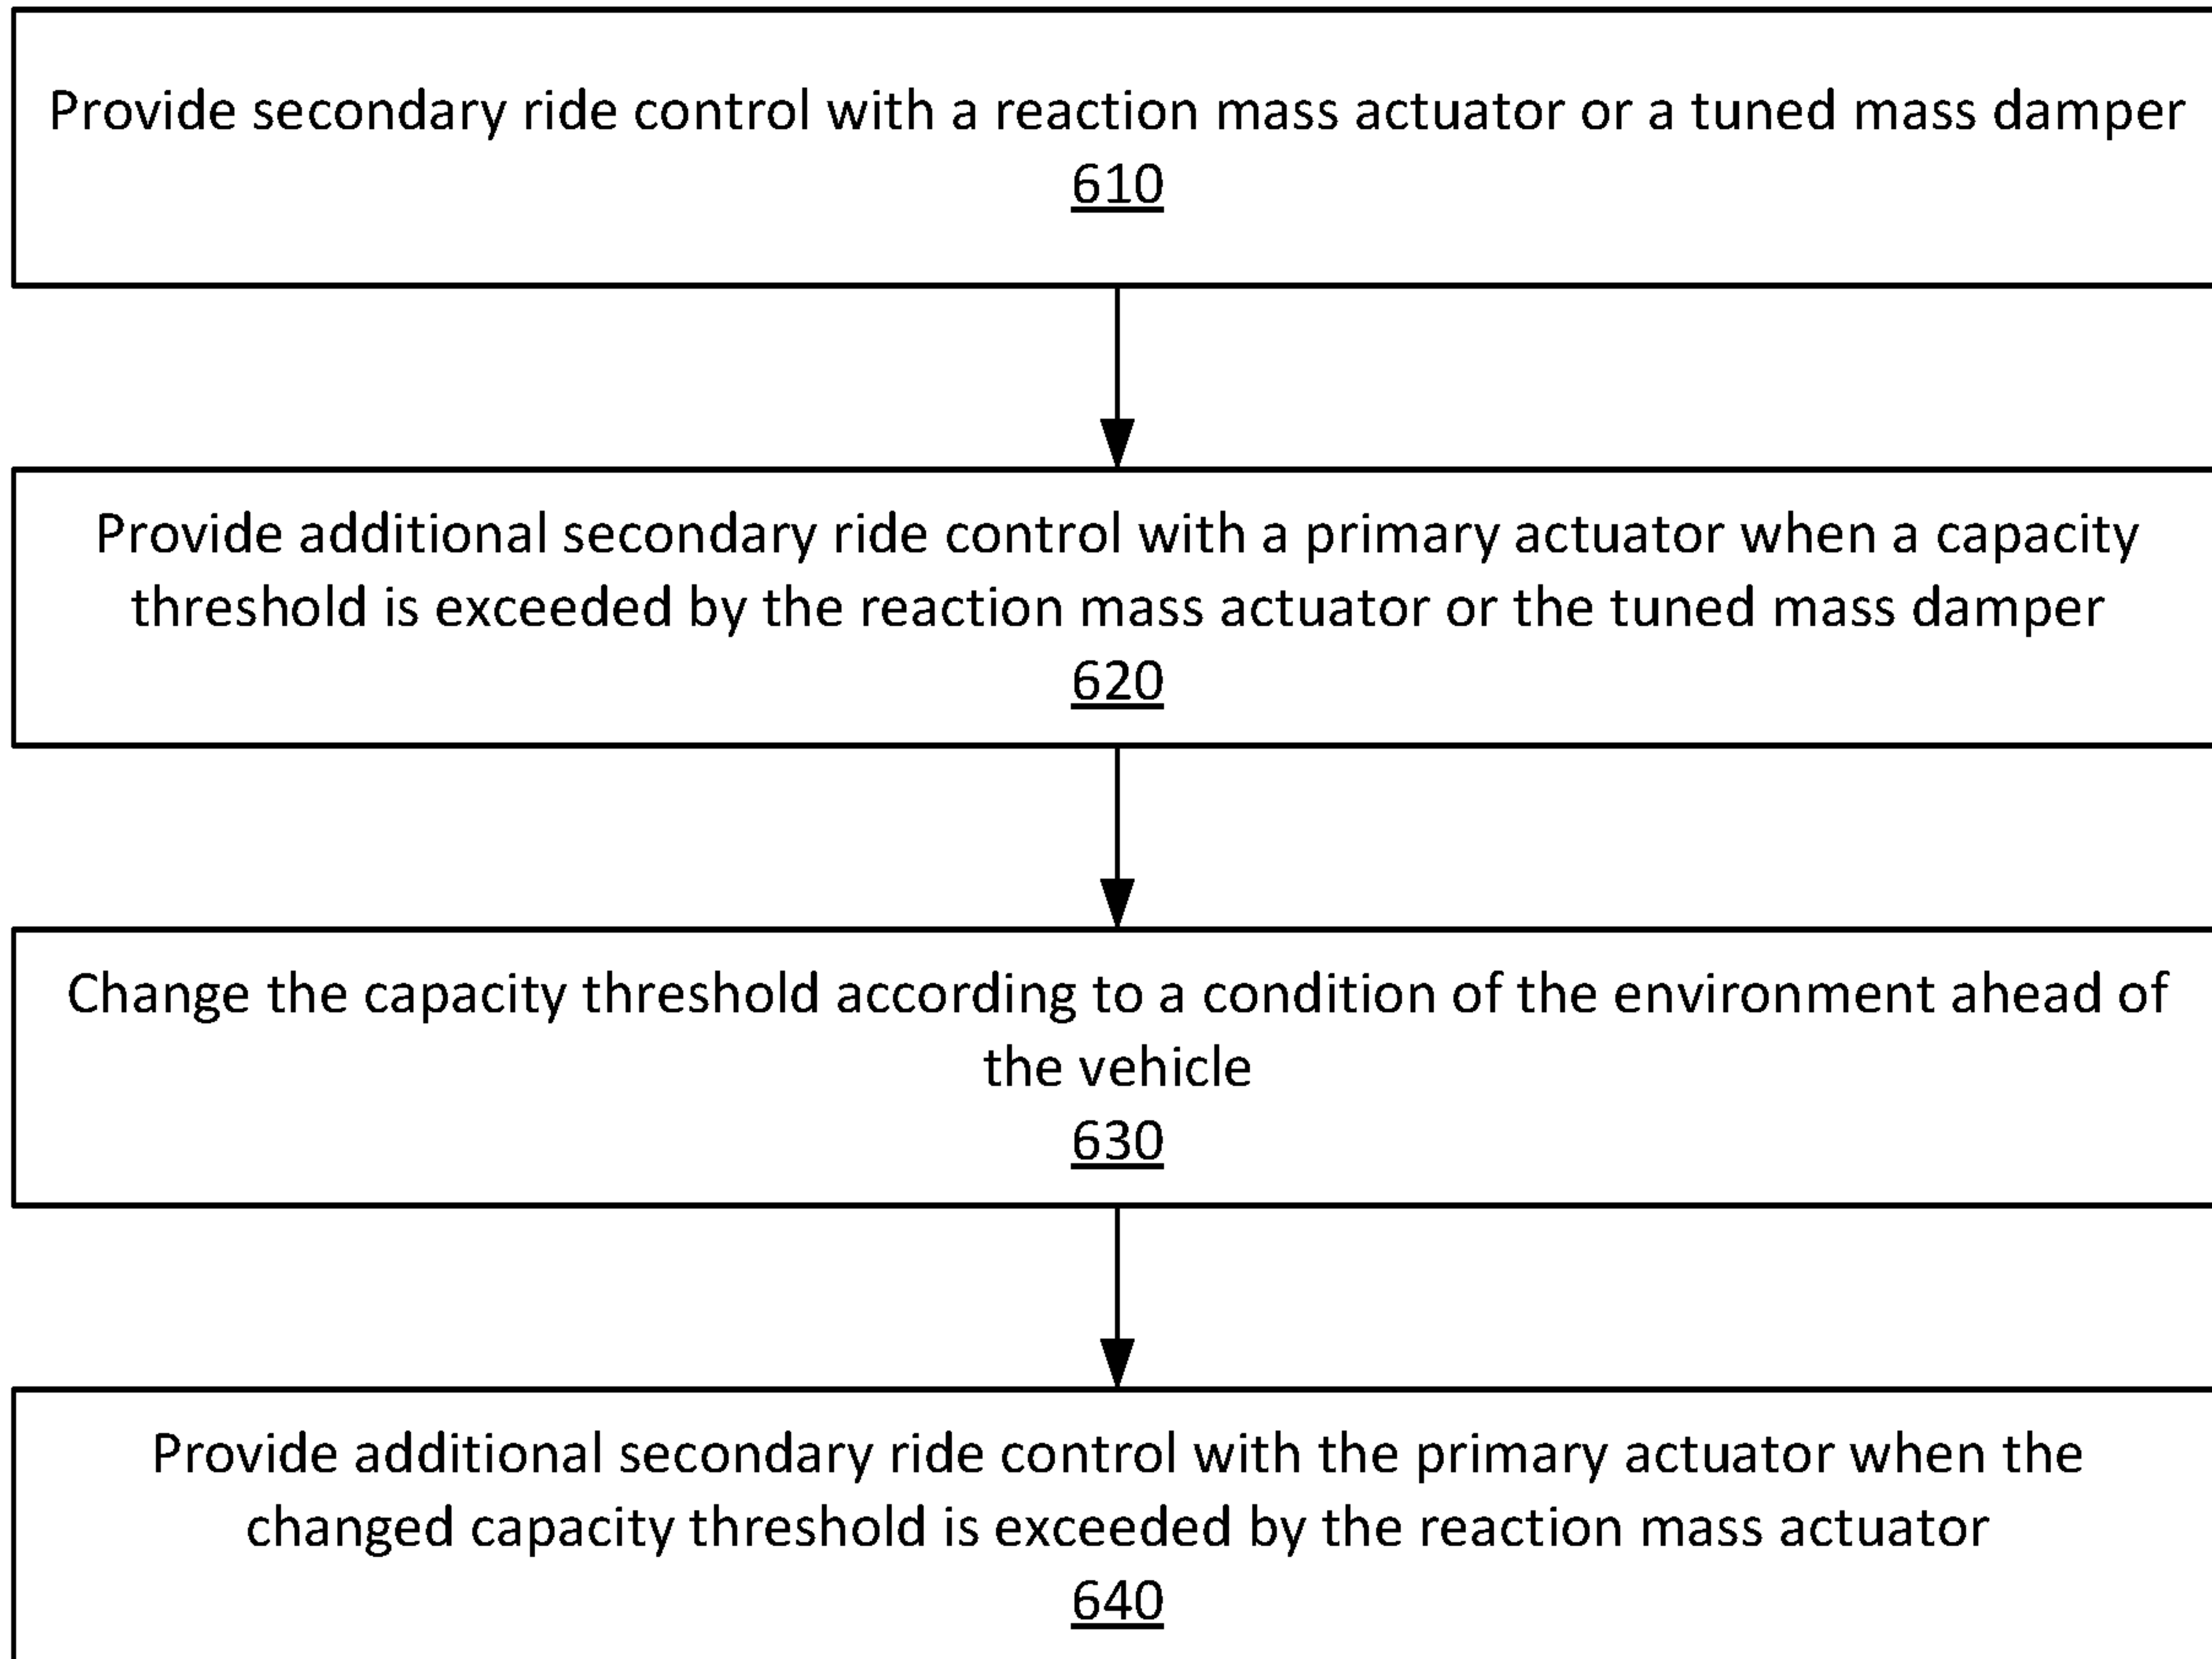 Provide secondary ride control with a reaction mass actuator or a tuned mass damper
610
Provide additional secondary ride control with a primary actuator when a capacity
threshold is exceeded by the reaction mass actuator or the tuned mass damper
620
Change the capacity threshold according to a condition of the environment ahead of
the vehicle
630
Provide additional secondary ride control with the primary actuator when the
changed capacity threshold is exceeded by the reaction mass actuator
640